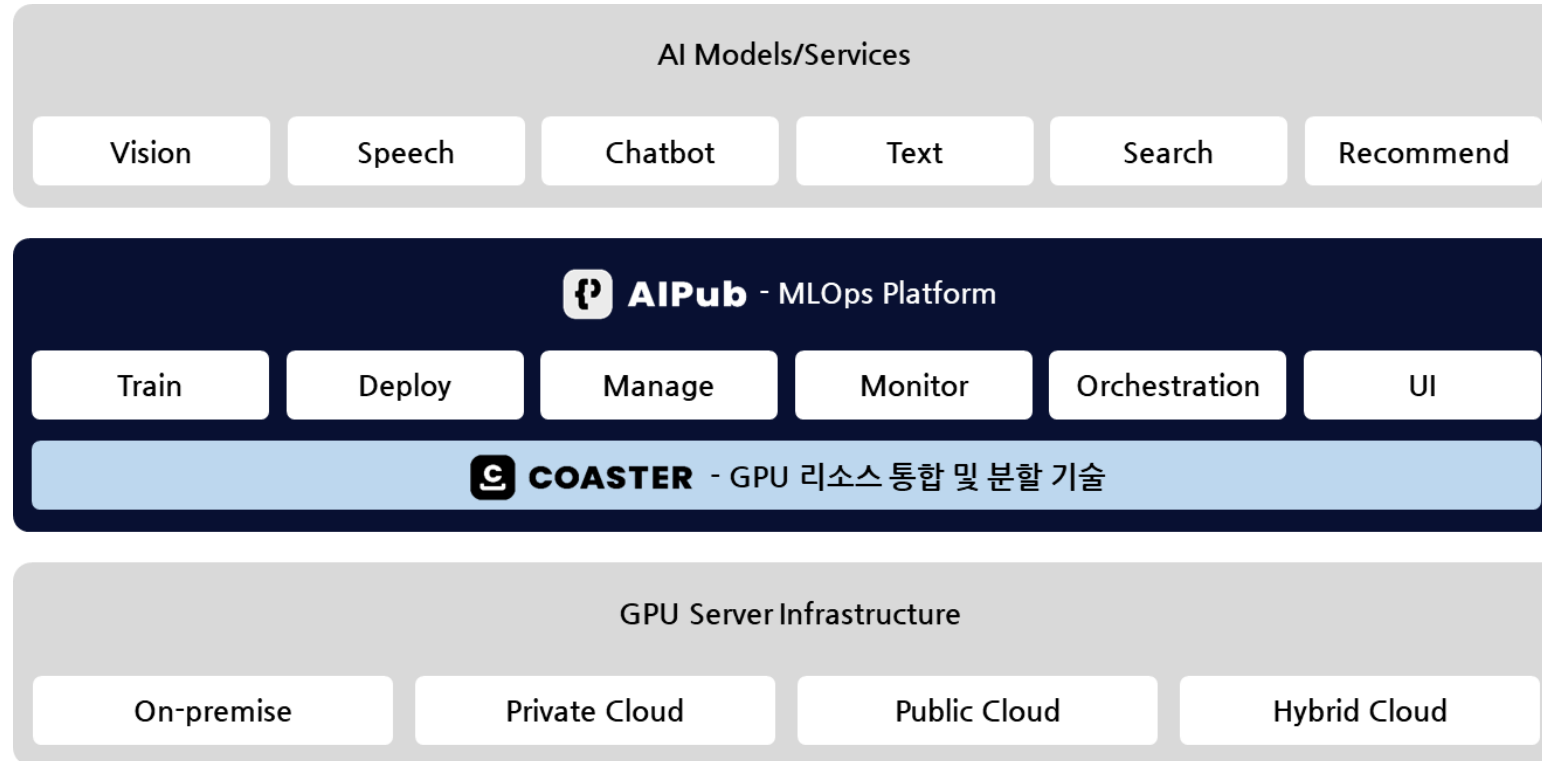 AI Models/Services
Vision Speech Chatbot Text Search Recommend
AIPub - MLOps Platform
Train Deploy Manage Monitor Orchestration UI
COASTER - GPU 리소스 통합 및 분할 기술
GPU Server Infrastructure
On-premise Private Cloud Public Cloud Hybrid Cloud